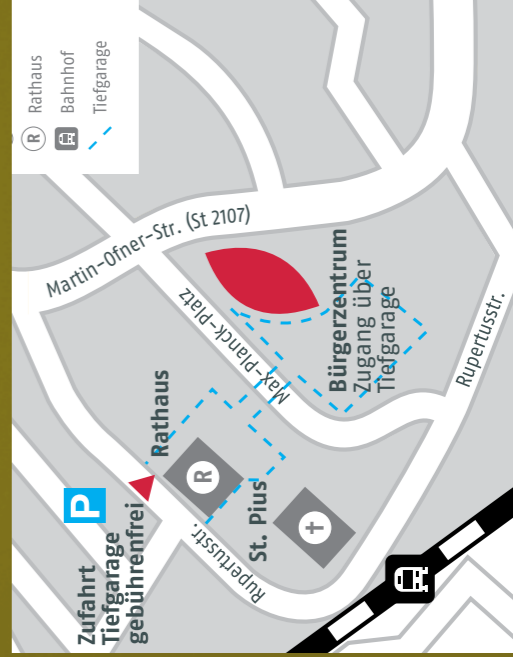 R Rathaus
Bahnhof
Tiefgarage
Martin-Ofner-Str. (St 2107)
Max-Planck-Platz
Bürgerzentrum
Zugang über
Tiefgarage
Rupertusstr.
Rathaus
R
St. Pius
P
Zufahrt
Tiefgarage
gebührenfrei
Rupertusstr.